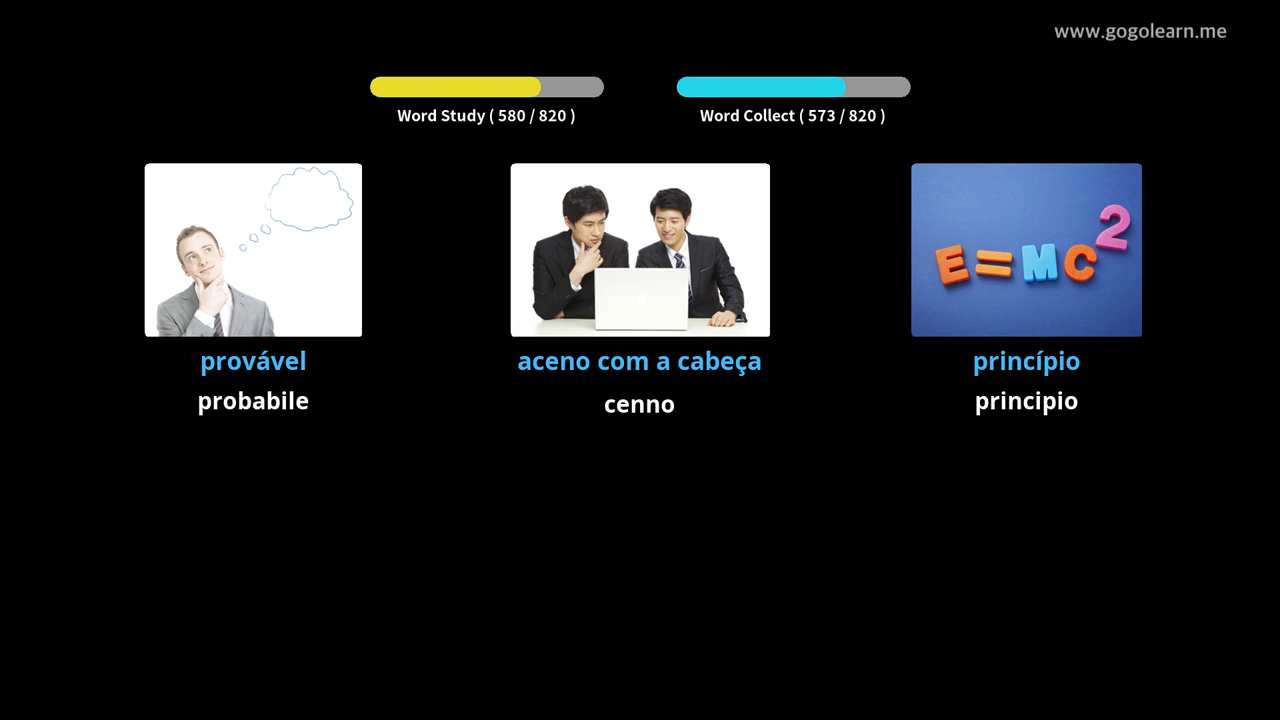 www.gogolearn.me
Word Study ( 580 / 820 )
Word Collect ( 573 / 820 )
E=MC2
provável
aceno com a cabeça
princípio
probabile
cenno
principio